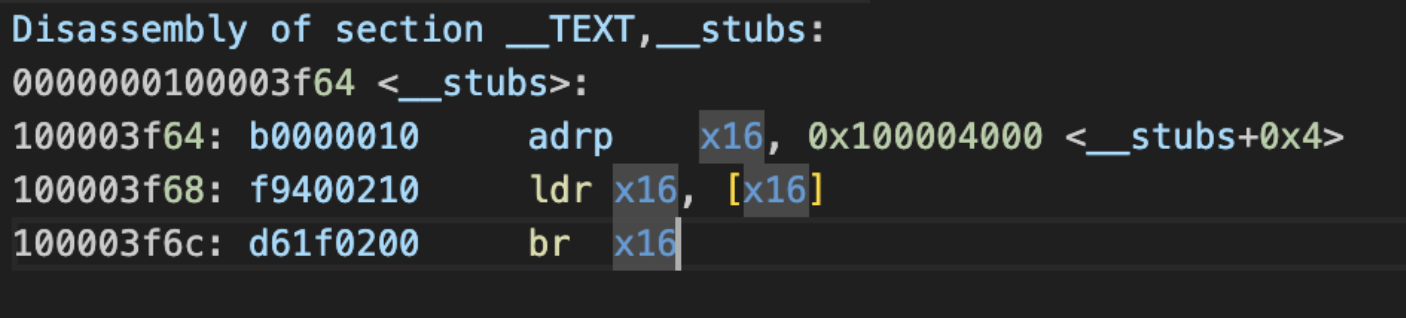 Disassembly of section __TEXT,__stubs:
0000000100003f64 <__stubs>:
100003f64: b0000010 adrp x16, 0x100004000 <__stubs+0x4>
100003f68: f9400210 ldr x16, [x16]
100003f6c: d61f0200 br x16